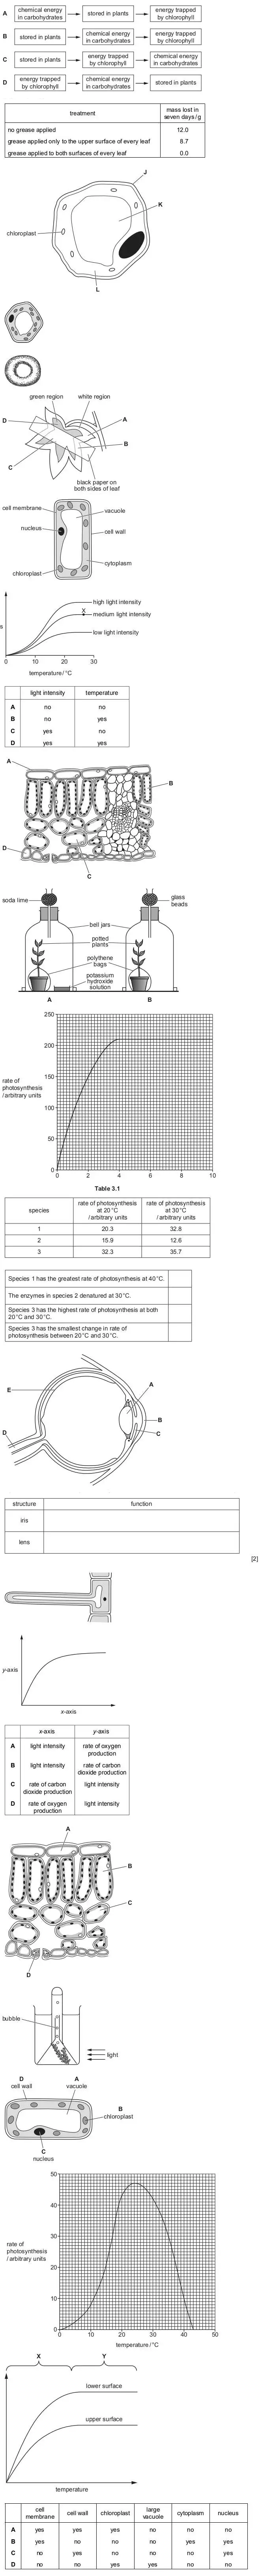 A chemical energy in carbohydrates stored in plants energy trapped by chlorophyll
B stored in plants chemical energy in carbohydrates energy trapped by chlorophyll
C stored in plants energy trapped by chlorophyll chemical energy in carbohydrates
D energy trapped by chlorophyll chemical energy in carbohydrates stored in plants
treatment mass lost in seven days/g
no grease applied 12.0
grease applied only to the upper surface of every leaf 8.7
grease applied to both surfaces of every leaf 0.0
J
K
chloroplast
L
green region white region
D
A
B
C
black paper on
both sides of leaf
cell membrane
vacuole
nucleus
cell wall
cytoplasm
chloroplast
high light intensity
X
medium light intensity
s
low light intensity
0 10 20 30
temperature/°C
light intensity temperature
A no no
B no yes
C yes no
D yes yes
A
B
D
C
soda lime
glass
beads
bell jars
potted
plants
polythene
bags
potassium
hydroxide
solution
A B
250
200
150
100
50
0
rate of
photosynthesis
/arbitrary units
0 2 4 6 8 10
Table 3.1
species rate of photosynthesis at 20°C /arbitrary units rate of photosynthesis at 30°C /arbitrary units
1 20.3 32.8
2 15.9 12.6
3 32.3 35.7
Species 1 has the greatest rate of photosynthesis at 40°C.
The enzymes in species 2 denatured at 30°C.
Species 3 has the highest rate of photosynthesis at both
20°C and 30°C.
Species 3 has the smallest change in rate of
photosynthesis between 20°C and 30°C.
E
A
B
D
C
structure function
iris
lens
[2]
y-axis
x-axis
x-axis y-axis
A light intensity rate of oxygen production
B light intensity rate of carbon dioxide production
C rate of carbon dioxide production light intensity
D rate of oxygen production light intensity
A
B
C
D
bubble
light
D
cell wall
A
vacuole
B
chloroplast
C
nucleus
50
40
30
20
10
0
rate of
photosynthesis
/arbitrary units
0 10 20 30 40 50
temperature/°C
X Y
lower surface
upper surface
temperature
cell membrane cell wall chloroplast large vacuole cytoplasm nucleus
A yes yes yes no no no
B yes no no no yes yes
C no yes no no no yes
D no no yes yes no no